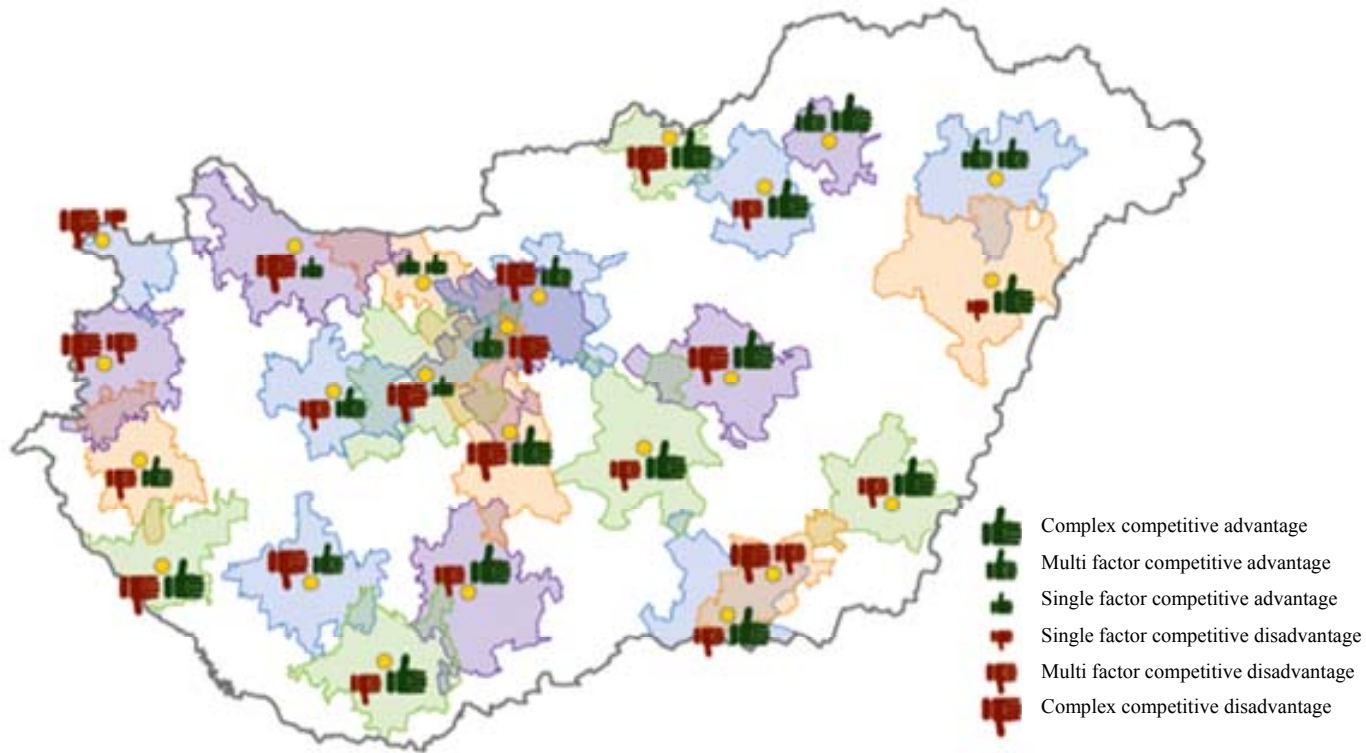 Complex competitive advantage
Multi factor competitive advantage
Single factor competitive advantage
Single factor competitive disadvantage
Multi factor competitive disadvantage
Complex competitive disadvantage